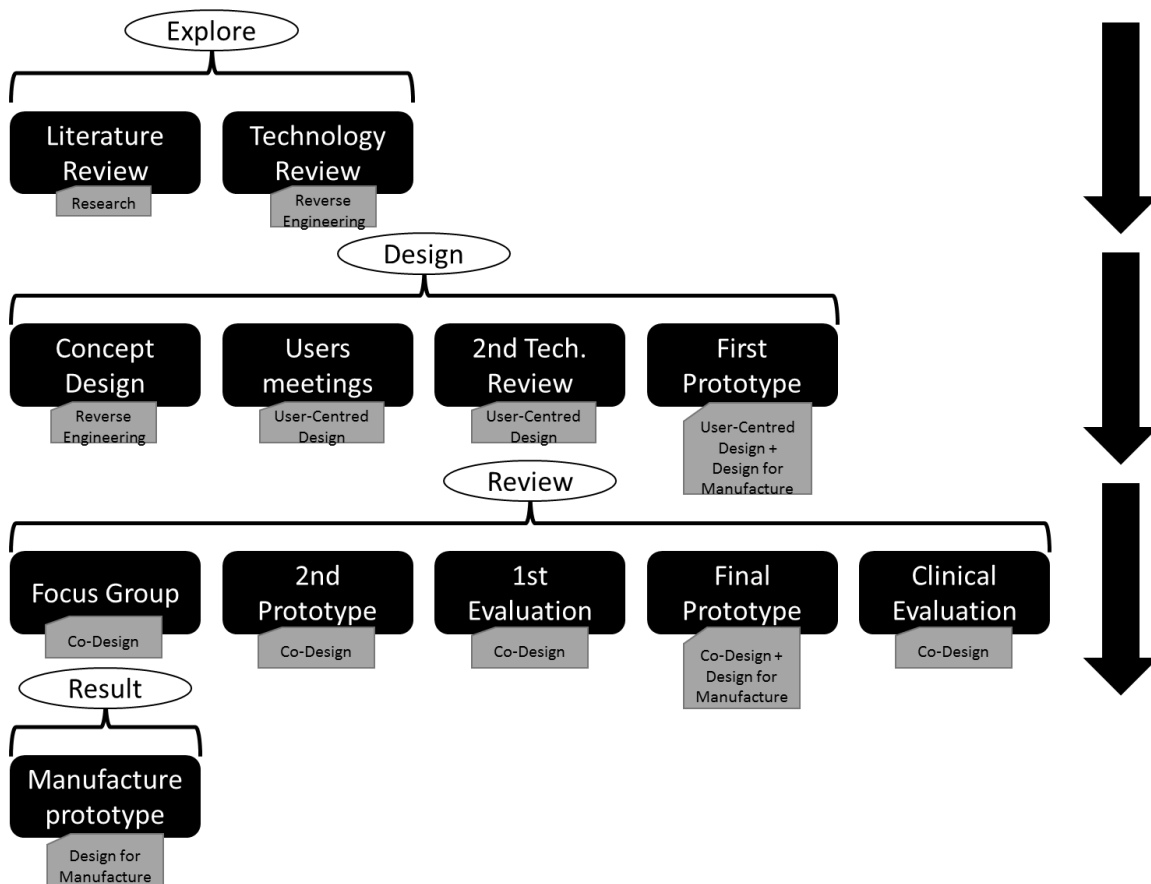 Explore
Literature
Review
Research
Technology
Review
Reverse
Engineering
Design
Concept
Design
Reverse
Engineering
Users
meetings
User-Centred
Design
2nd Tech.
Review
User-Centred
Design
First
Prototype
User-Centred
Design +
Design for
Manufacture
Review
Focus Group
Co-Design
2nd
Prototype
Co-Design
1st
Evaluation
Co-Design
Final
Prototype
Co-Design +
Design for
Manufacture
Clinical
Evaluation
Co-Design
Result
Manufacture
prototype
Design for
Manufacture